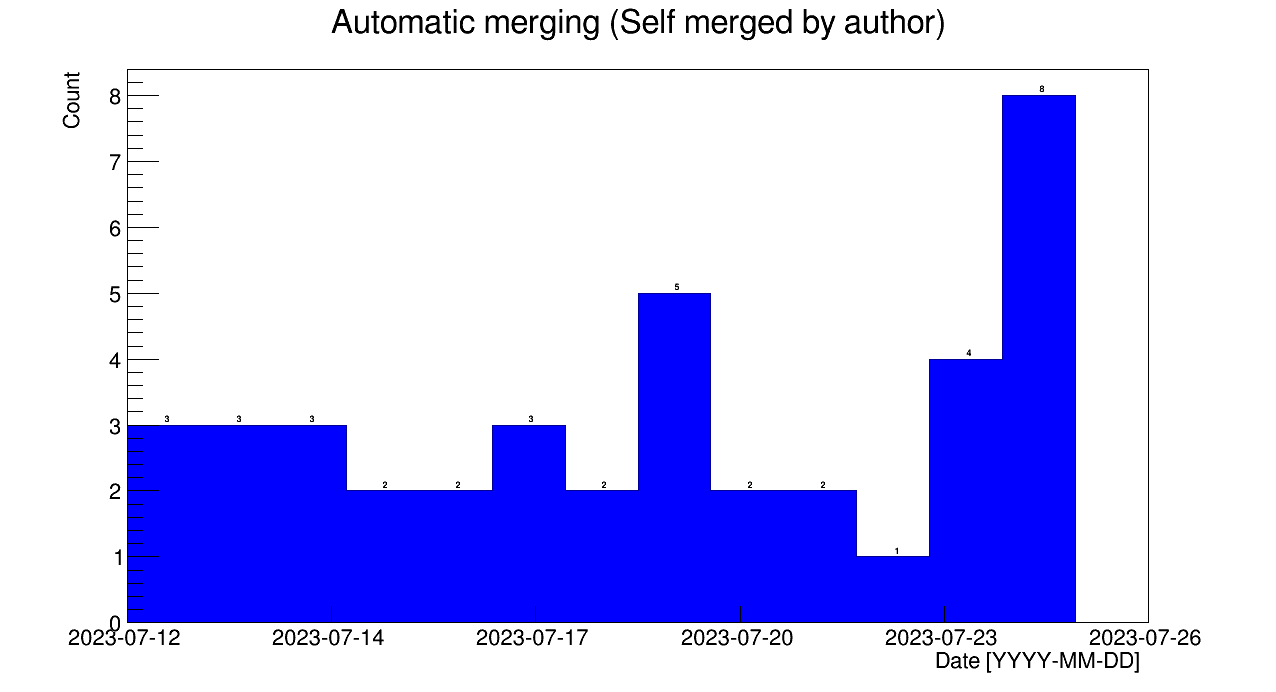 Automatic merging (Self merged by author)
Count
8
7
6
5
4
3
2
1
0
3 3 3 2 2 3 2 5 2 2 1 4 8
2023-07-12 2023-07-14 2023-07-17 2023-07-20 2023-07-23 2023-07-26
Date [YYYY-MM-DD]